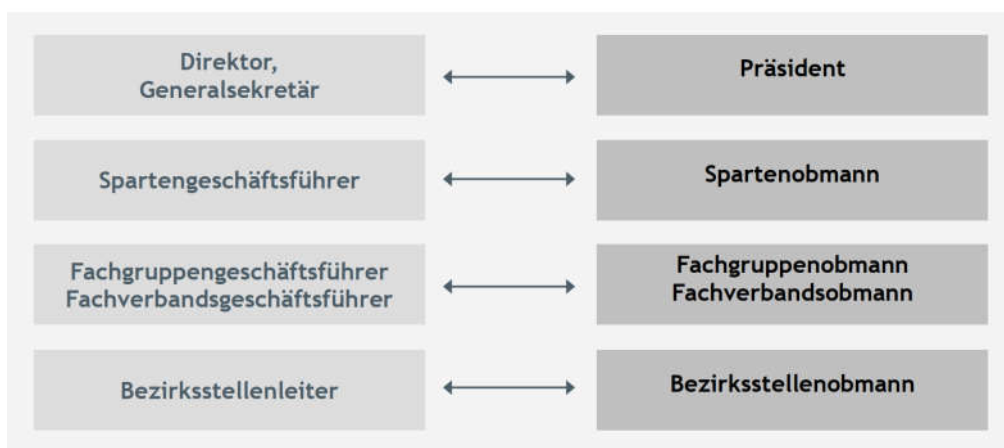 Direktor,
Generalsekretär
Präsident
Spartengeschäftsführer
Spartenobmann
Fachgruppengeschäftsführer
Fachverbandsgeschäftsführer
Fachgruppenobmann
Fachverbandsobmann
Bezirksstellenleiter
Bezirksstellenobmann